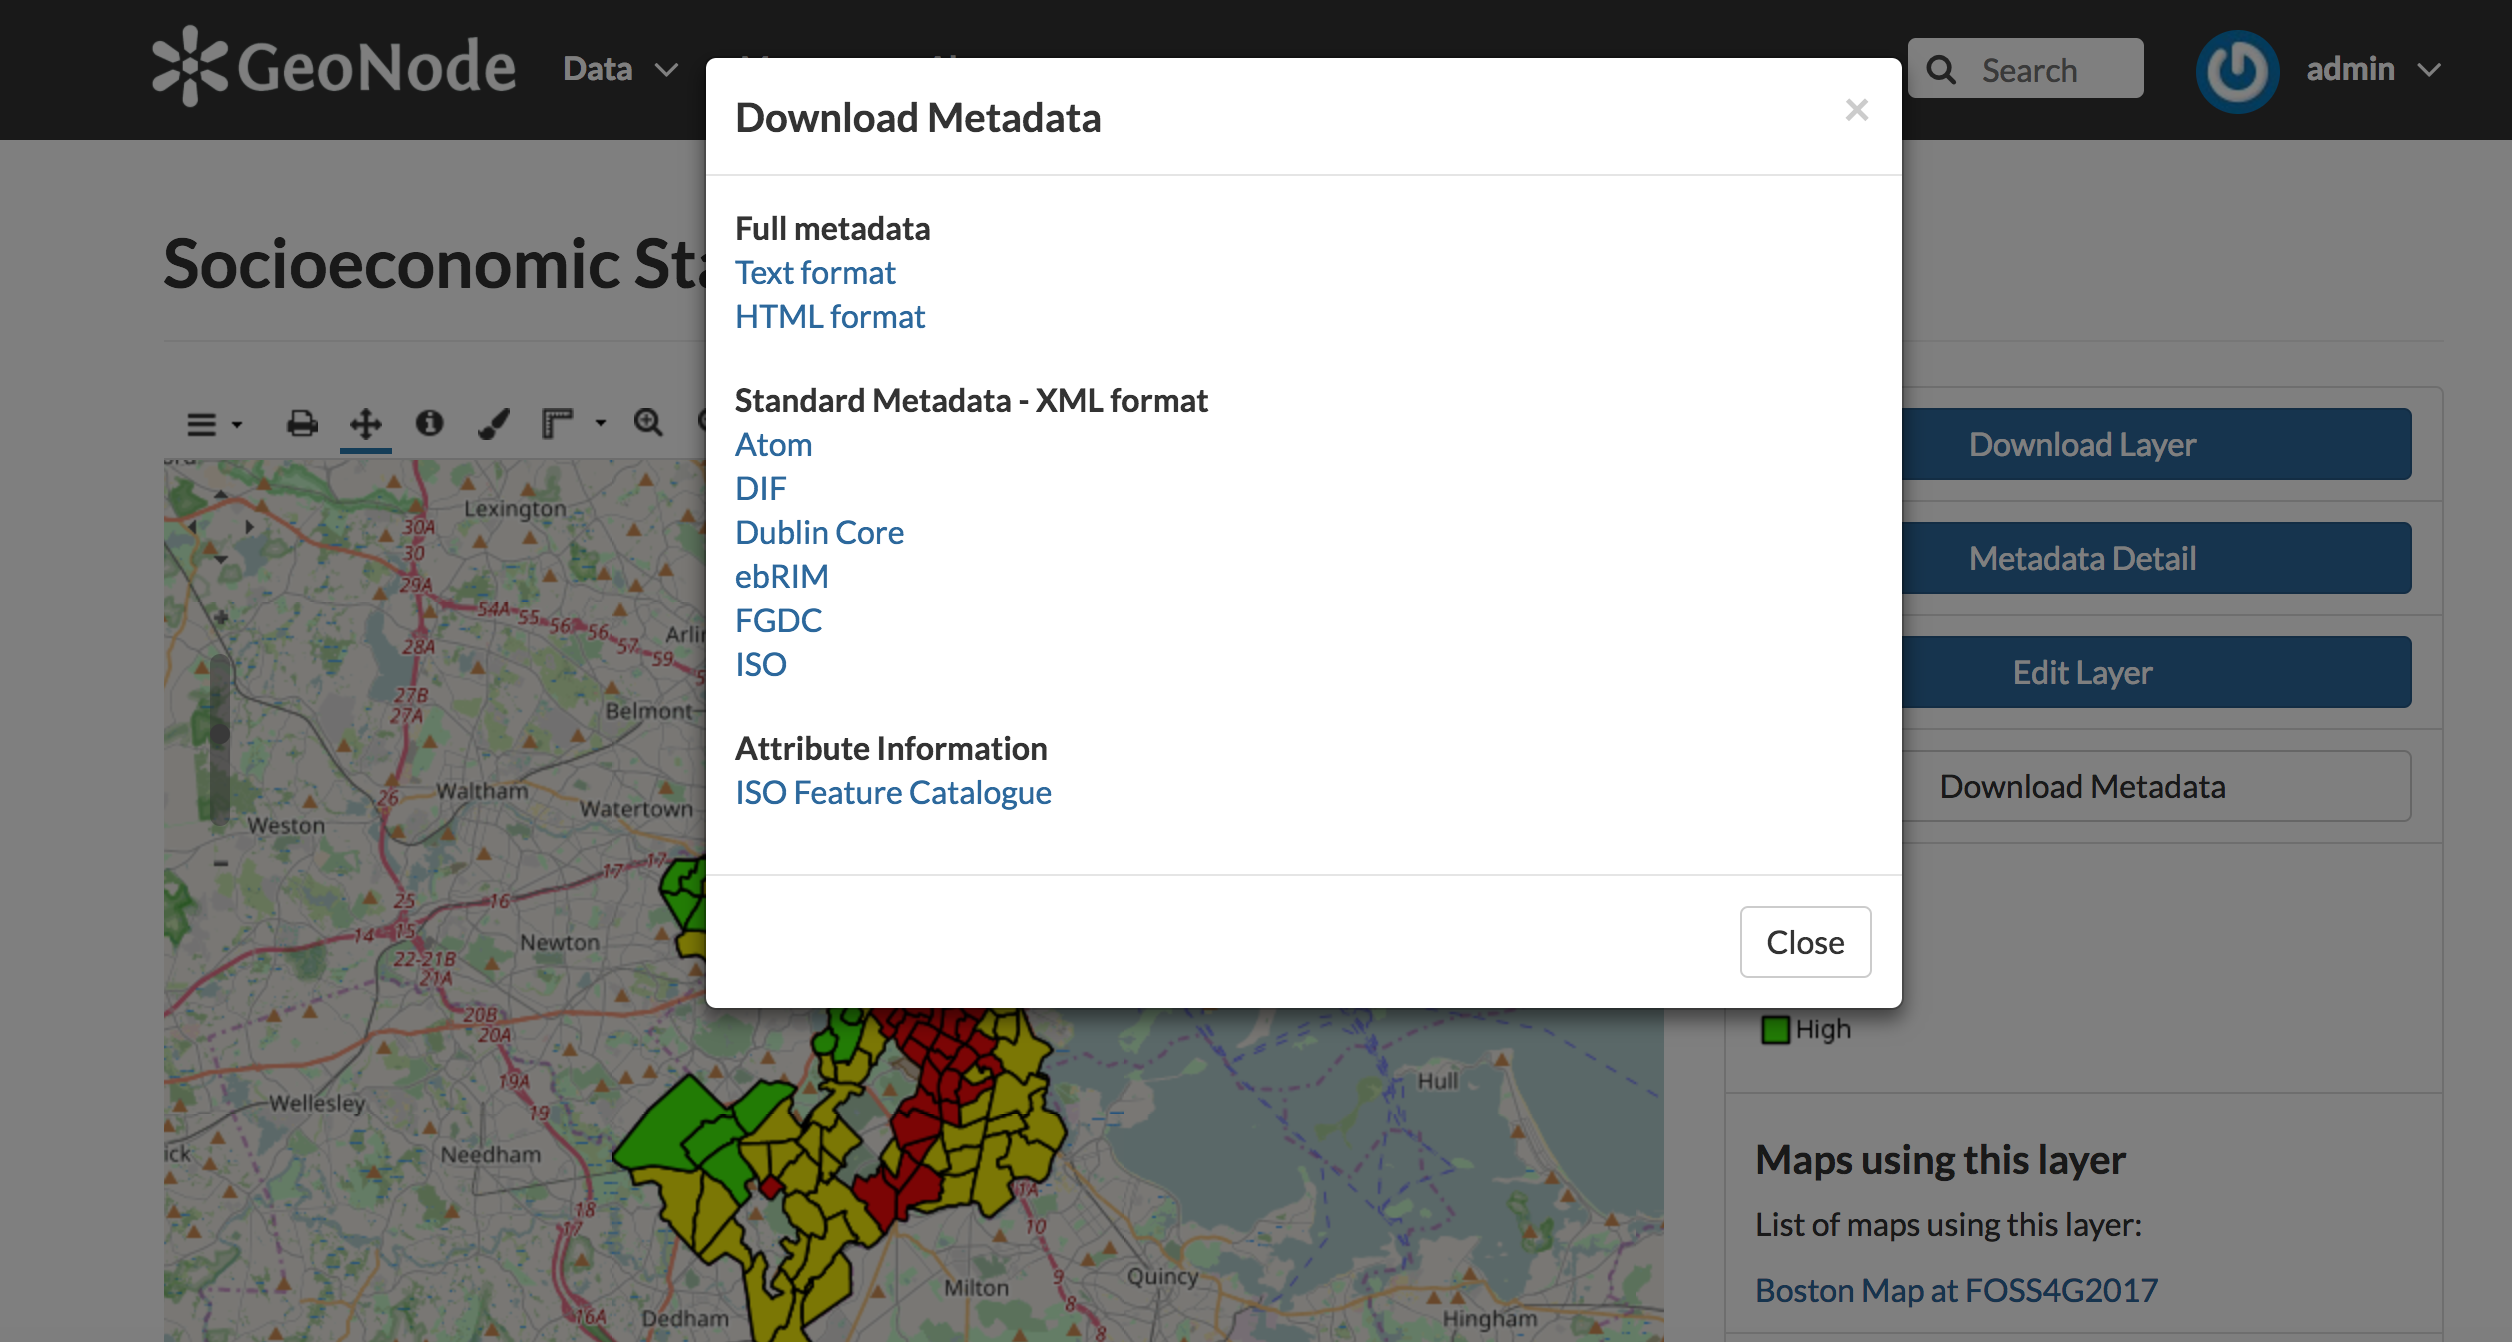 GeoNode
Data
Search
admin
Download Metadata
×
Full metadata
Text format
HTML format
Standard Metadata - XML format
Atom
DIF
Dublin Core
ebRIM
FGDC
ISO
Attribute Information
ISO Feature Catalogue
Close
Socioeconomic
Download Layer
Metadata Detail
Edit Layer
Download Metadata
High
Maps using this layer
List of maps using this layer:
Boston Map at FOSS4G2017
Lexington
30A
30
29A
54A
55
56
56
57
59
28A
27B
27A
Belmont
Waltham
26
Watertown
Weston
17
17
25
16
14
15
Newton
22-21B
21A
20B
20A
19A
Wellesley
19
Needham
18
17
16A
Dedham
Milton
1A
10
9
8
8
Quincy
Hull
Hingham